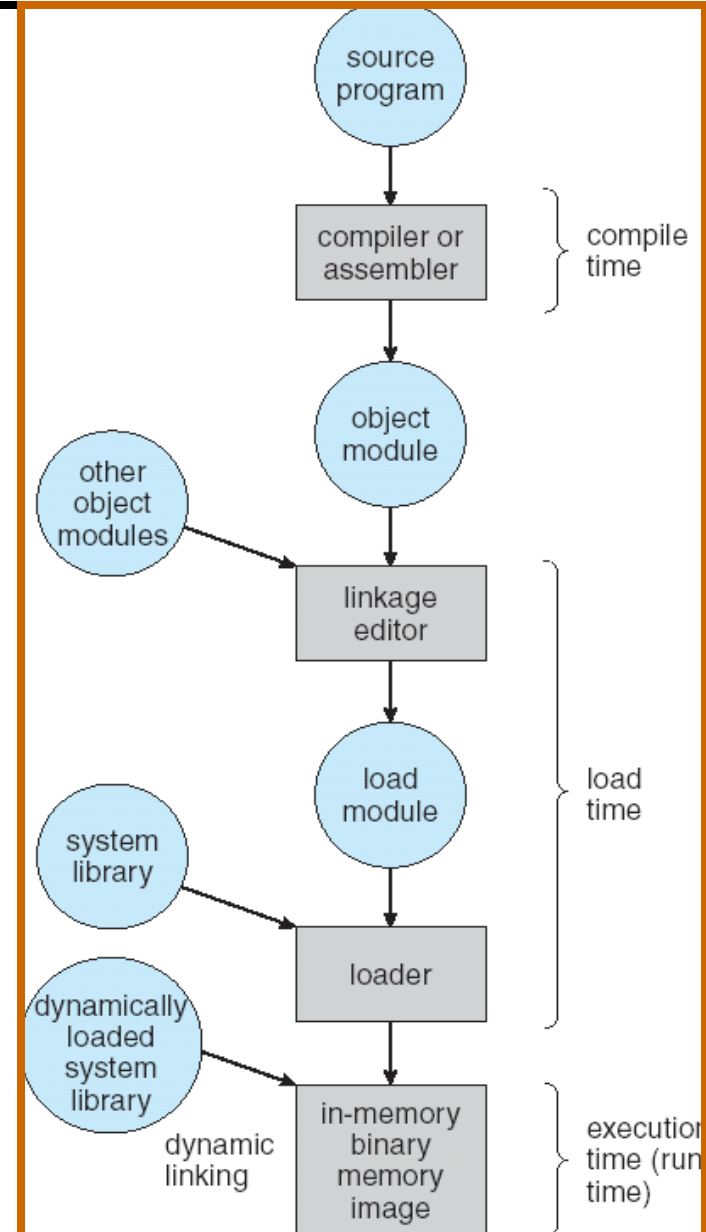 source
program
compiler or
assembler
compile
time
object
module
other
object
modules
linkage
editor
load
module
load
time
system
library
loader
dynamically
loaded
system
library
dynamic
linking
in-memory
binary
memory
image
execution
time (run
time)